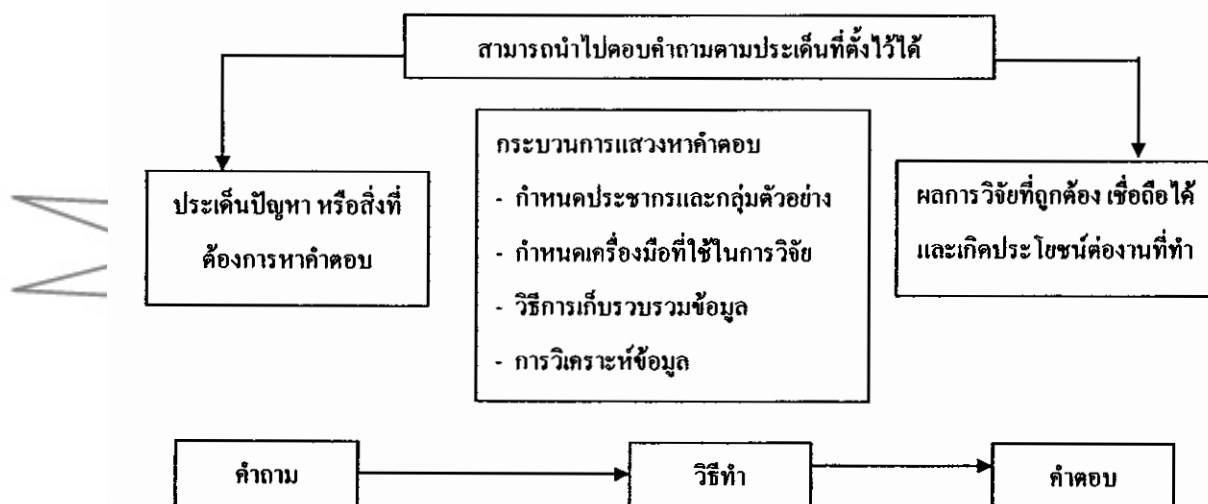 สามารถนำไปตอบคำถามตามประเด็นที่ตั้งไว้ได้
ประเด็นปัญหา หรือสิ่งที่
ต้องการหาคำตอบ
กระบวนการแสวงหาคำตอบ
- กำหนดประชากรและกลุ่มตัวอย่าง
- กำหนดเครื่องมือที่ใช้ในการวิจัย
- วิธีการเก็บรวบรวมข้อมูล
- การวิเคราะห์ข้อมูล
ผลการวิจัยที่ถูกต้อง เชื่อถือได้
และเกิดประโยชน์ต่องานที่ทำ
คำถาม
วิธีทำ
คำตอบ